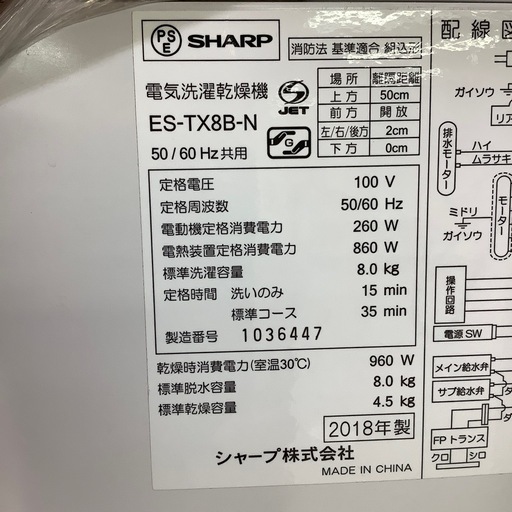 PS
E
SHARP
消防法 基準適合 組込形
電気洗濯乾燥機
JET
ES-TX8B-N
G
50/60 Hz共用
場所 離隔距離
上方 50cm
前方 開放
左/右/後方 2cm
下方 0cm
定格電圧 100 V
定格周波数 50/60 Hz
電動機定格消費電力 260 W
電熱装置定格消費電力 860 W
標準洗濯容量 8.0 kg
定格時間 洗いのみ 15 min
標準コース 35 min
製造番号 1036447
乾燥時消費電力(室温30℃) 960 W
標準脱水容量 8.0 kg
標準乾燥容量 4.5 kg
2018年製
シャープ株式会社
MADE IN CHINA
配線図
ガイソウ
リア
排水モーター
ハイ
ムラサキ
モーター
ミドリ
ガイソウ
操作回路
電源 SW
メイン給水弁
サブ給水弁
FPトランス
クロ
シロ